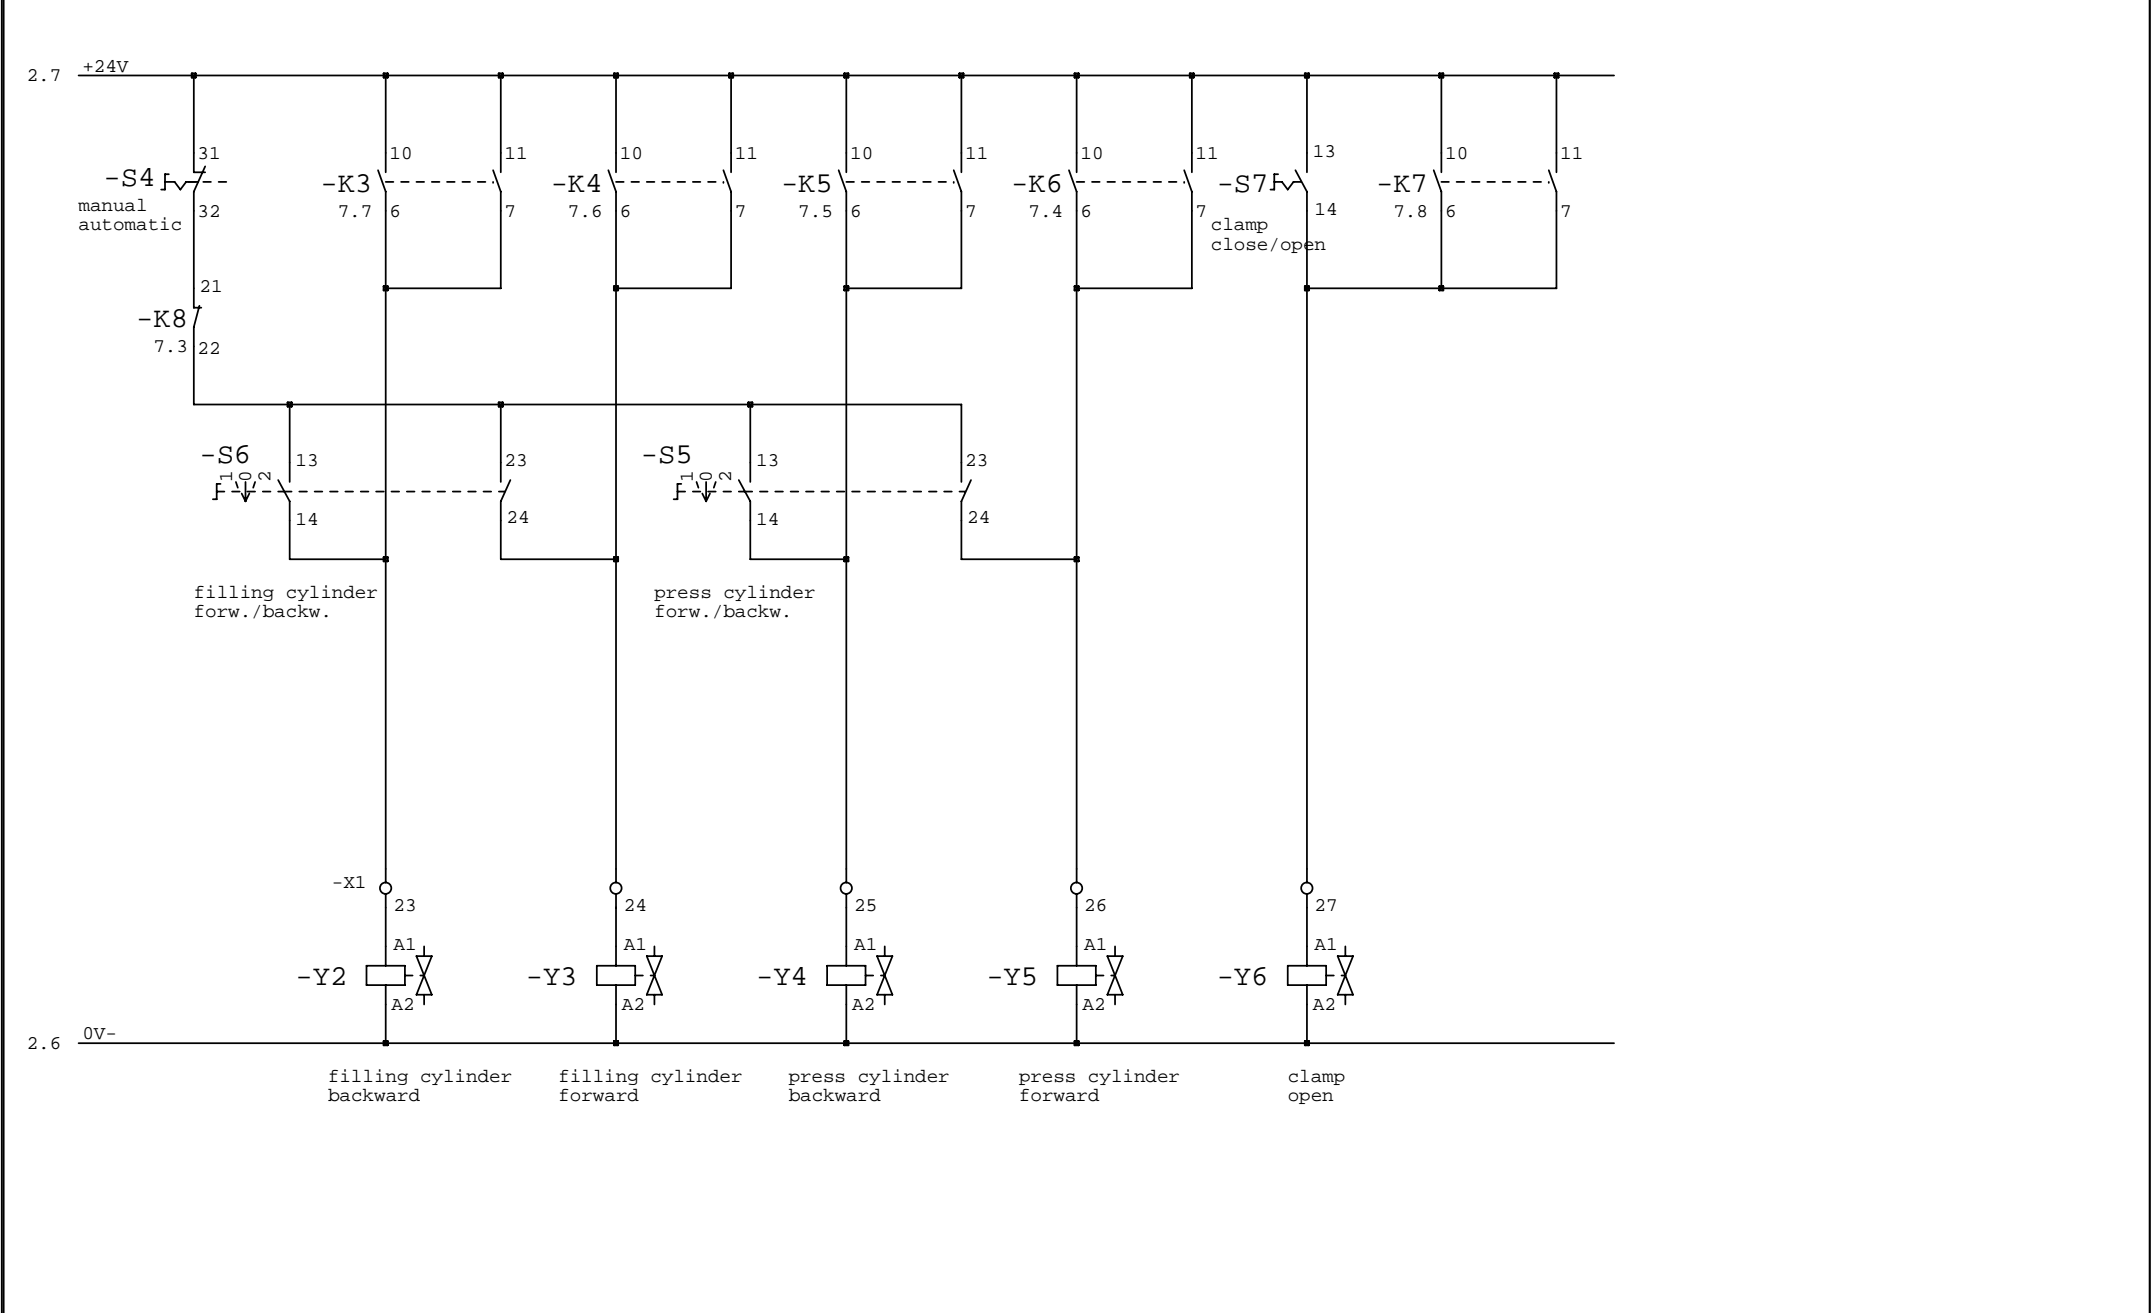 2.7 +24V
31 10 11 10 11 10 11 10 11 13 10 11
-S4 -K3 -K4 -K5 -K6 -S7 -K7
manual 32 7.7 6 7 7.6 6 7 7.5 6 7 7.4 6 7 14 7.8 6 7
automatic clamp
close/open
21
-K8
7.3 22
-S6 13 23 -S5 13 23
1 0 2 1 0 2
14 24 14 24
filling cylinder press cylinder
forw./backw. forw./backw.
-X1
23 24 25 26 27
A1 A1 A1 A1 A1
-Y2 -Y3 -Y4 -Y5 -Y6
A2 A2 A2 A2 A2
2.6 0V-
filling cylinder filling cylinder press cylinder press cylinder clamp
backward forward backward forward open